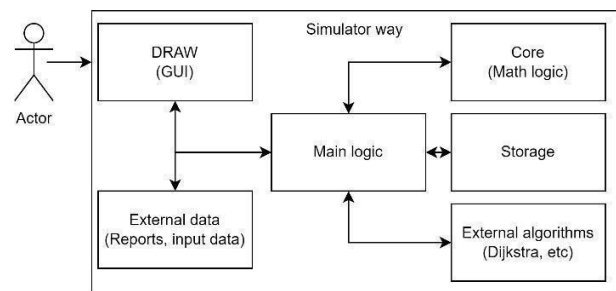 Simulator way
DRAW
(GUI)
Core
(Math logic)
Actor
Main logic
Storage
External data
(Reports, input data)
External algorithms
(Dijkstra, etc)